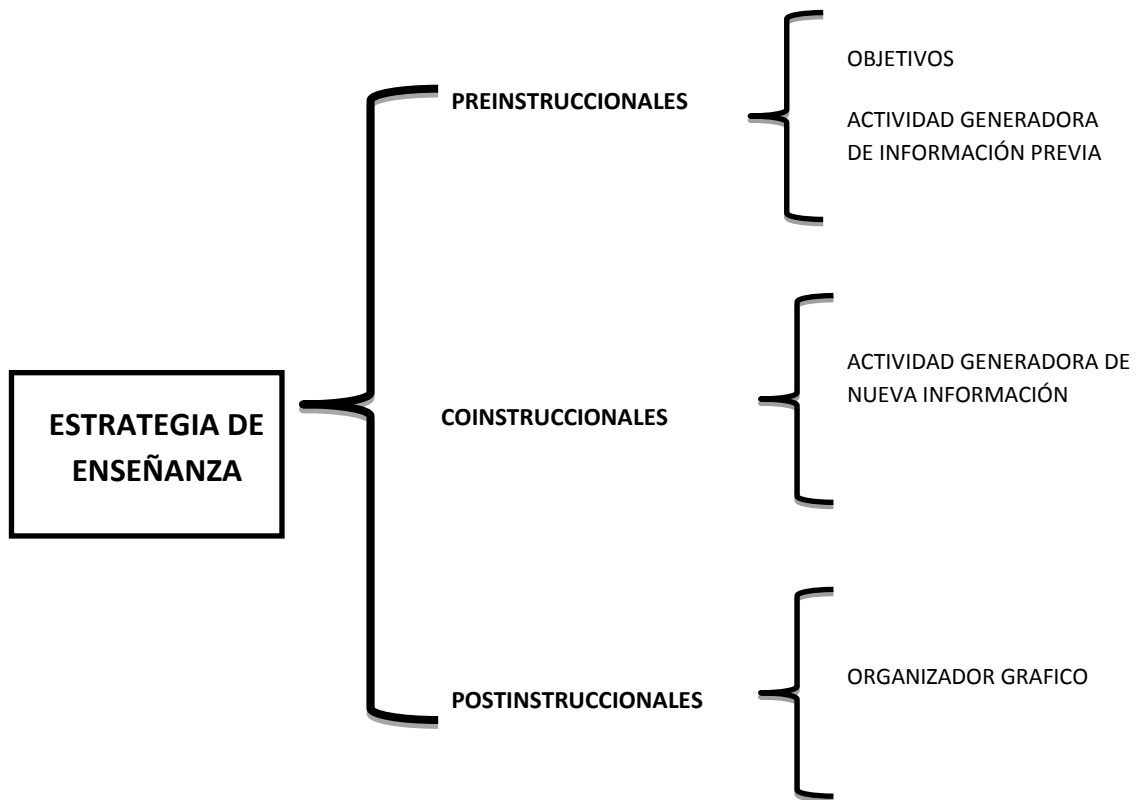 ESTRATEGIA DE
ENSEÑANZA
PREINSTRUCCIONALES
OBJETIVOS
ACTIVIDAD GENERADORA
DE INFORMACIÓN PREVIA
COINSTRUCCIONALES
ACTIVIDAD GENERADORA DE
NUEVA INFORMACIÓN
POSTINSTRUCCIONALES
ORGANIZADOR GRAFICO